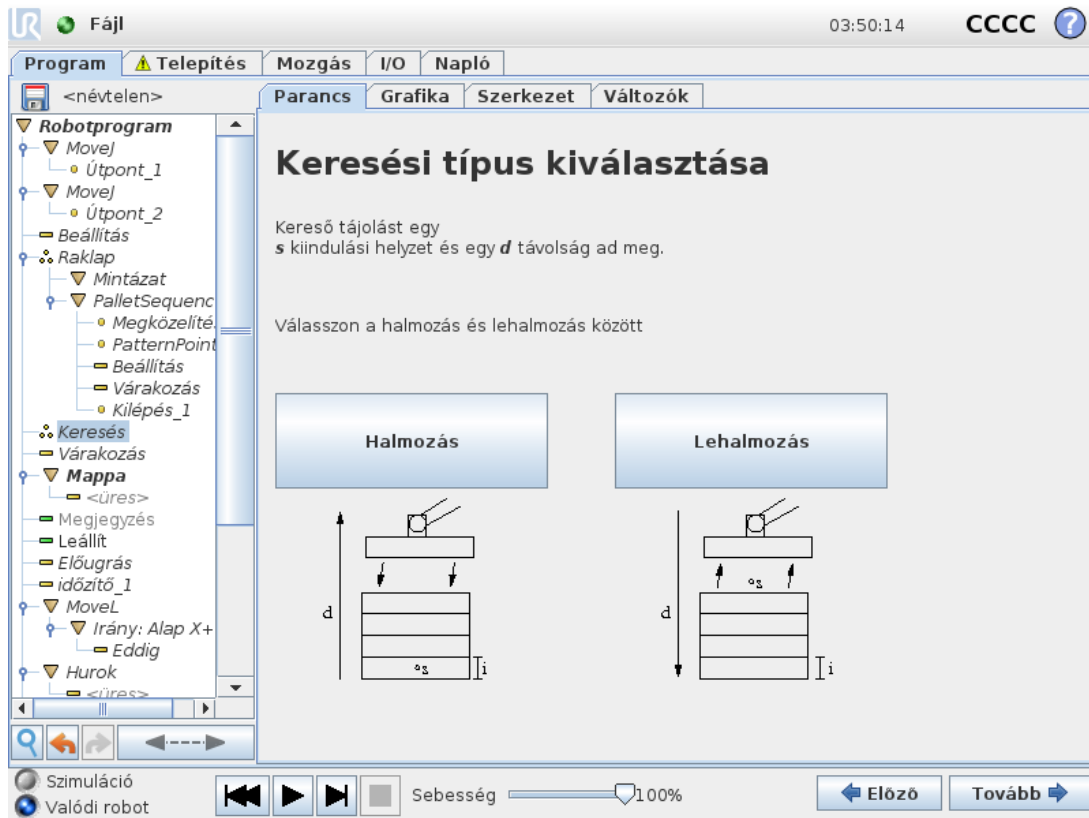 UR Fájl 03:50:14 CCCC ?
Program Telepítés Mozgás I/O Napló
<névtelen>
Parancs Grafika Szerkezet Változók
Robotprogram
MoveJ
Útpont_1
MoveJ
Útpont_2
Beállítás
Raklap
Mintázat
PalletSequenc
Megközelítés
PatternPoint
Beállítás
Várakozás
Kilépés_1
Keresés
Várakozás
Mappa
<üres>
Megjegyzés
Leállít
Előugrás
időzítő_1
MoveL
Irány: Alap X+
Eddig
Hurok
<üres>
Keresési típus kiválasztása
Kereső tájolást egy
s kiindulási helyzet és egy d távolság ad meg.
Válasszon a halmozás és lehalmozás között
Halmozás
Lehalmozás
d
s
i
d
s
i
Szimuláció
Valódi robot
Sebesség 100%
Előző
Tovább